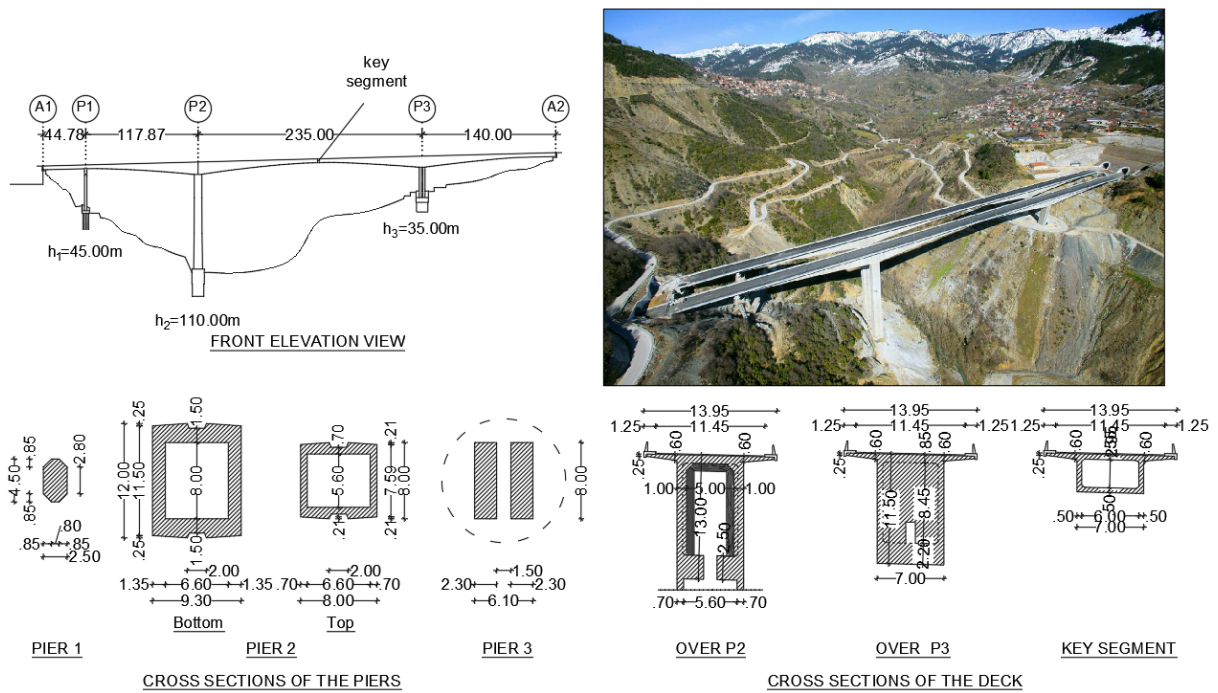 key
segment
A1 P1 P2 P3 A2
44.78 117.87 235.00 140.00
h1=45.00m
h3=35.00m
h2=110.00m
FRONT ELEVATION VIEW
4.50
.85
.85
2.80
.80
.85 .85
2.50
PIER 1
.25
12.00
11.50
.25
1.50
8.00
1.50
2.00
1.35 6.60 1.35
9.30
Bottom
.70
5.60
.21
.21
7.59
8.00
.21
2.00
.70 6.60 .70
8.00
Top
PIER 2
8.00
1.50
2.30 2.30
6.10
PIER 3
CROSS SECTIONS OF THE PIERS
13.95
1.25 11.45 1.25
.60 .60
.25
1.00 5.00 1.00
13.00
2.50
.70 5.60 .70
OVER P2
13.95
1.25 11.45 1.25
.60 .85 .60
.25
11.50
8.45
2.20
7.00
OVER P3
13.95
1.25 11.45 1.25
.60 .60
.25
.50
.50 6.00 .50
7.00
KEY SEGMENT
CROSS SECTIONS OF THE DECK